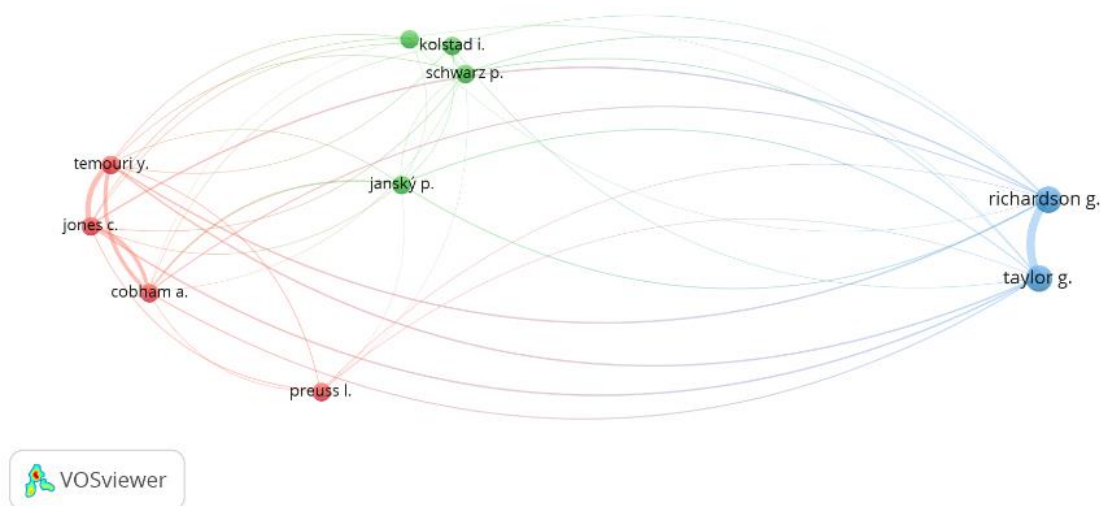 kolstad i.
schwarz p.
temouri y.
janský p.
richardson g.
jones c.
taylor g.
cobham a.
preuss l.
VOSviewer